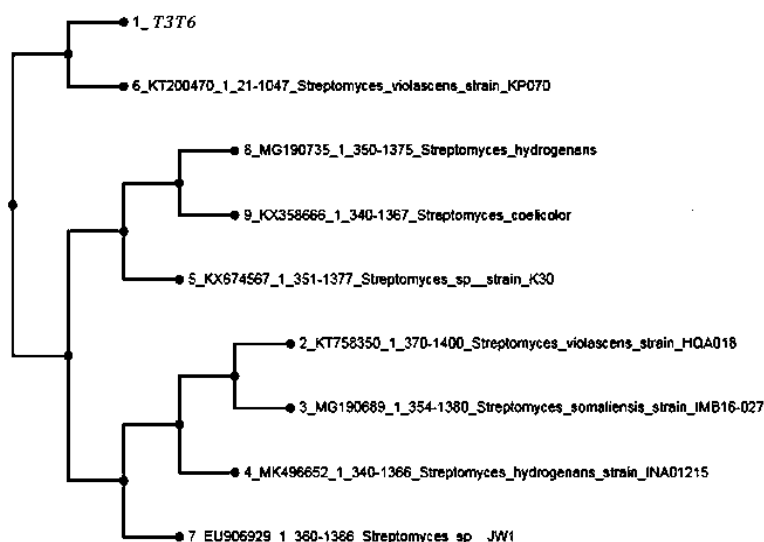 1_T3T6
6_KT200470_1_21-1047_Streptomyces_violascens_strain_KP070
8_MG190735_1_350-1375_Streptomyces_hydrogenans
9_KX358666_1_340-1367_Streptomyces_coelicolor
5_KX674567_1_351-1377_Streptomyces_sp__strain_K30
2_KT758350_1_370-1400_Streptomyces_violascens_strain_HQA018
3_MG190689_1_354-1380_Streptomyces_somaliensis_strain_IMB16-027
4_MK496652_1_340-1366_Streptomyces_hydrogenans_strain_INA01215
7_EU906929_1_360-1386_Streptomyces_sp__JW1